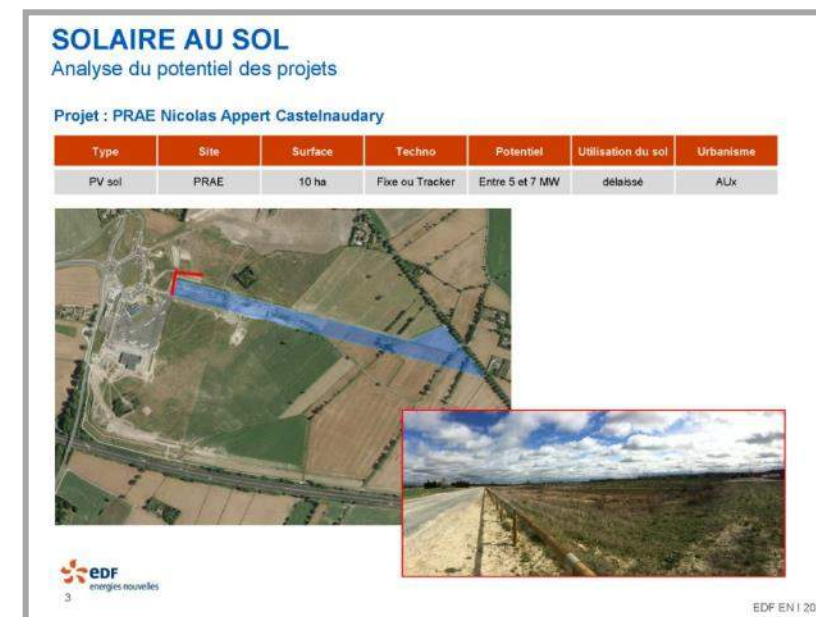 SOLAIRE AU SOL
Analyse du potentiel des projets
Projet : PRAE Nicolas Appert Castelnaudary
Type Site Surface Techno Potentiel Utilisation du sol Urbanisme
PV sol PRAE 10 ha Fixe ou Tracker Entre 5 et 7 MW délaissé AUx
edf
energies nouvelles
3
EDF EN I 20